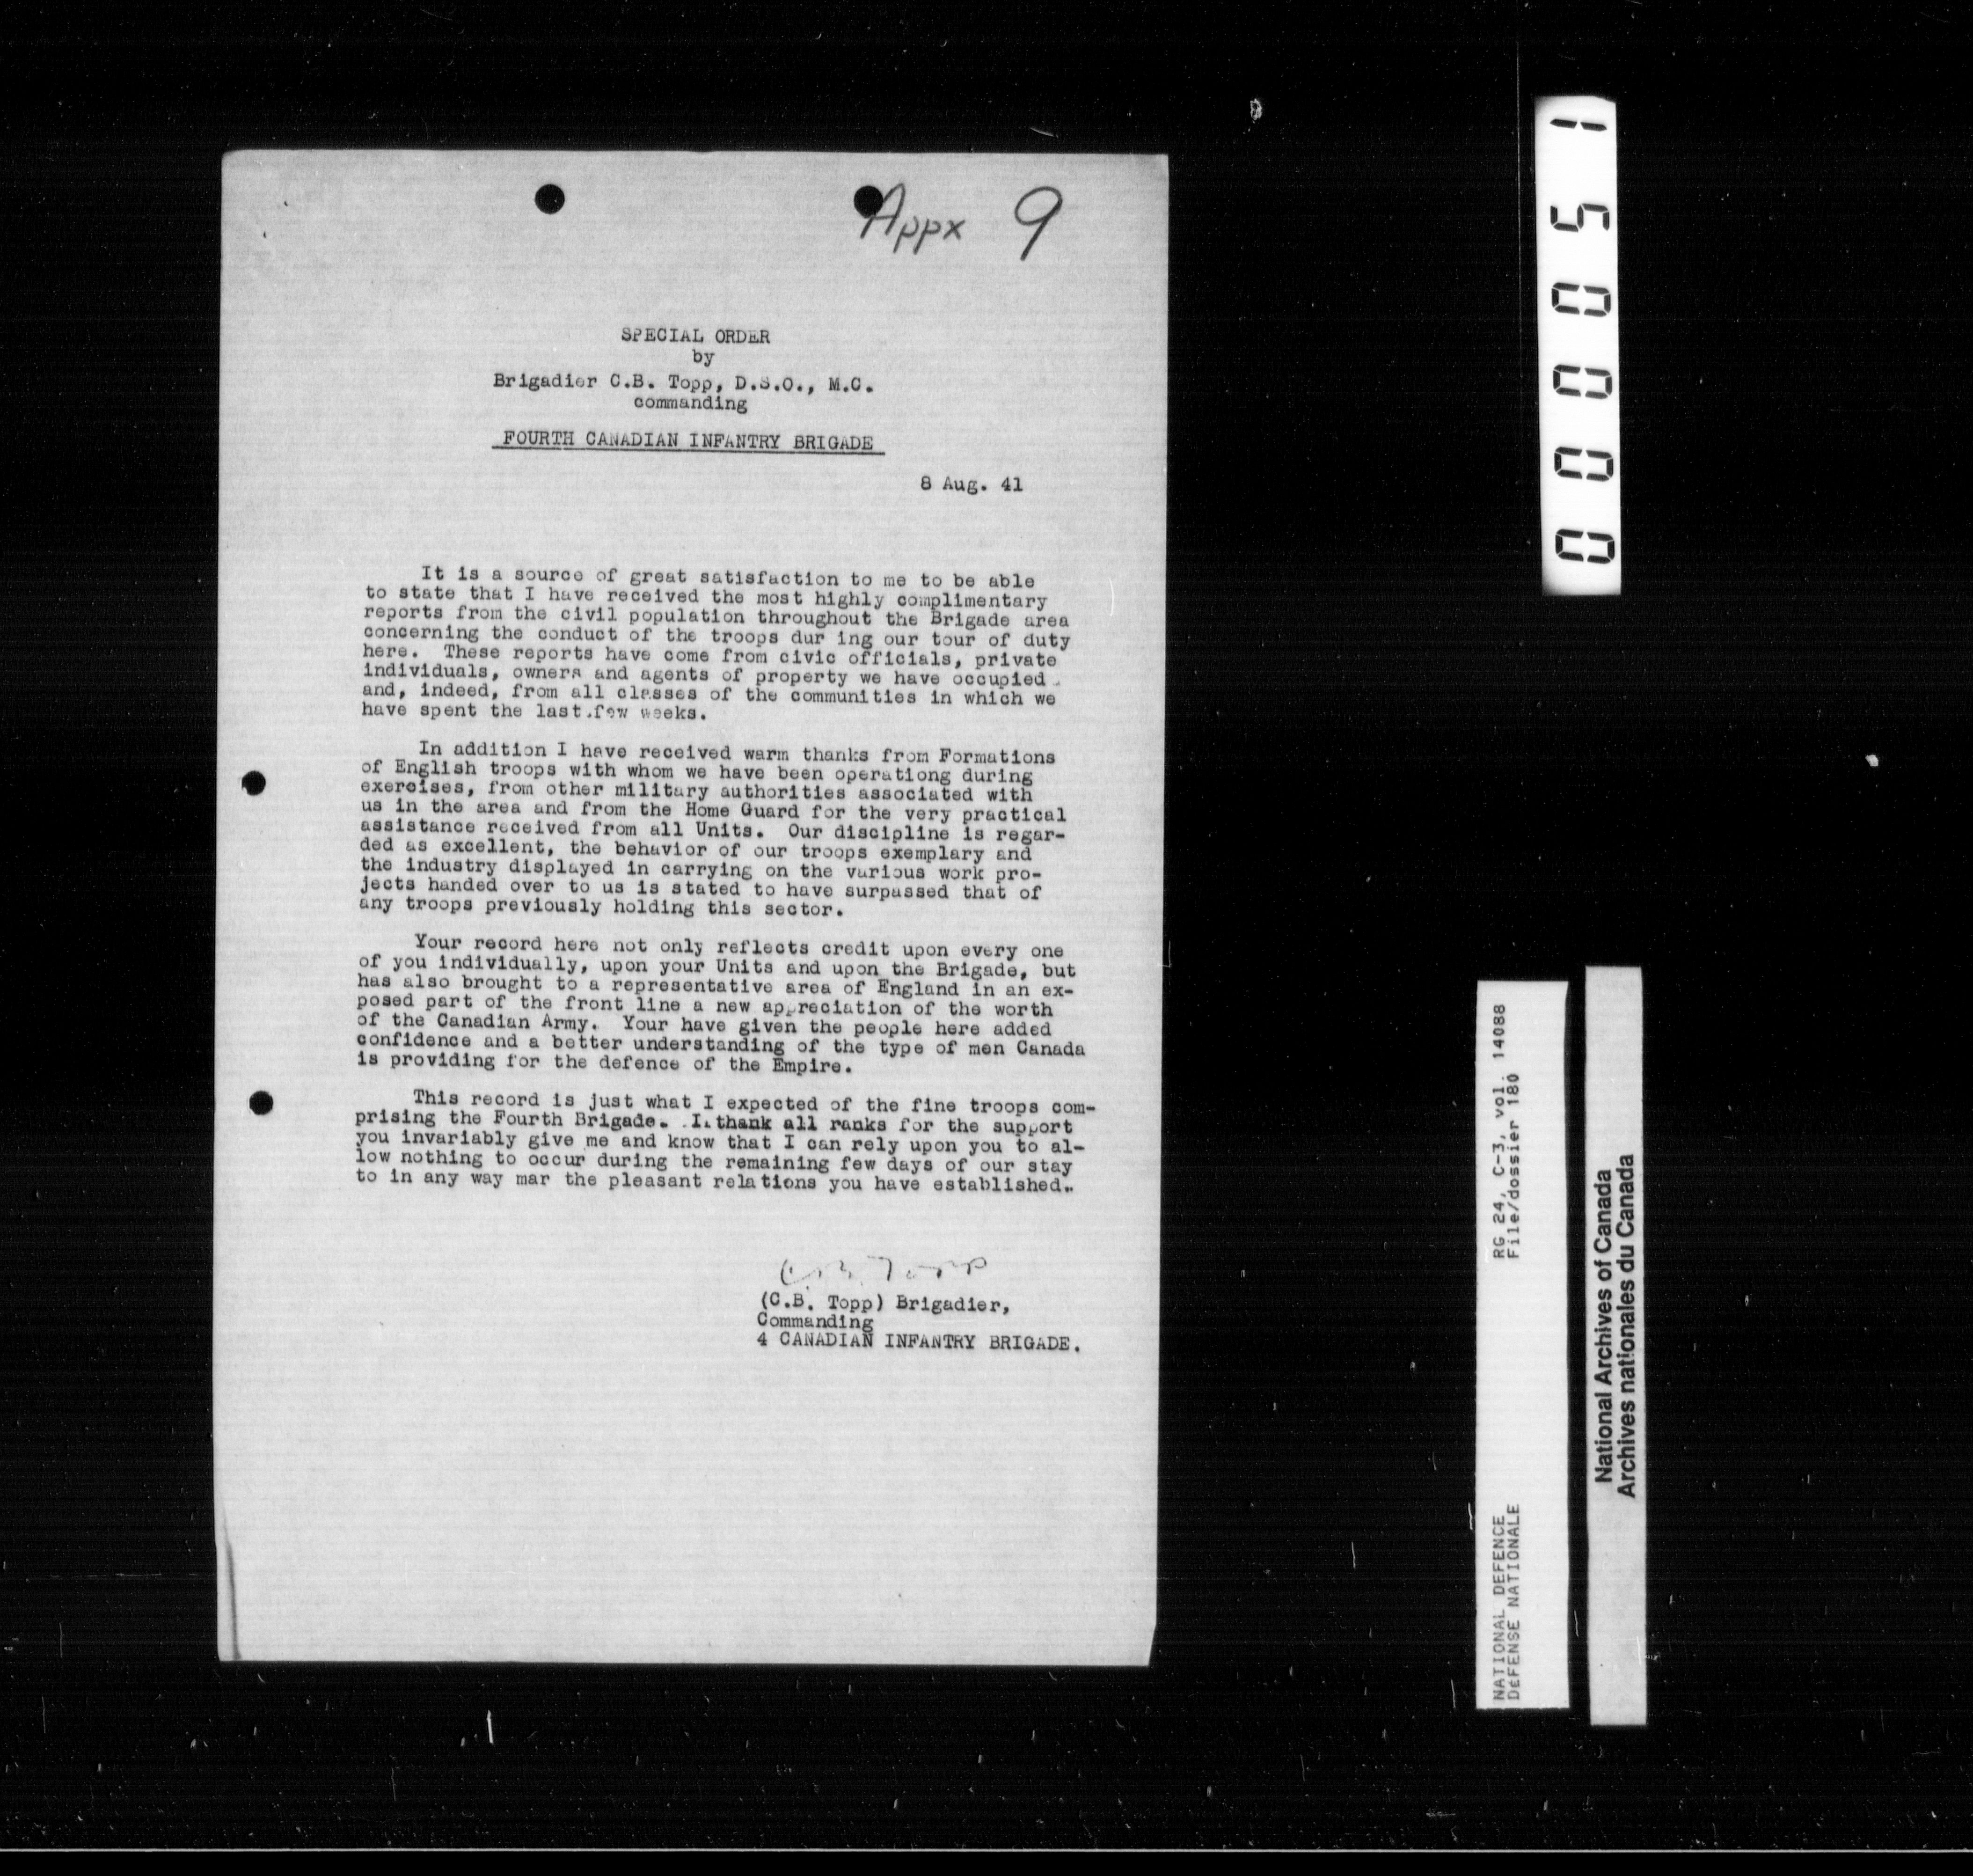 Appx 9
SPECIAL ORDER
by
Brigadier C.B. Topp, D.S.O., M.C.
commanding
FOURTH CANADIAN INFANTRY BRIGADE
8 Aug. 41
It is a source of great satisfaction to me to be able
to state that I have received the most highly complimentary
reports from the civil population throughout the Brigade area
concerning the conduct of the troops dur ing our tour of duty
here. These reports have come from civic officials, private
individuals, owners and agents of property we have occupied
and, indeed, from all classes of the communities in which we
have spent the last few weeks.
In addition I have received warm thanks from Formations
of English troops with whom we have been operationg during
exercises, from other military authorities associated with
us in the area and from the Home Guard for the very practical
assistance received from all Units. Our discipline is regar-
ded as excellent, the behavior of our troops exemplary and
the industry displayed in carrying on the various work pro-
jects handed over to us is stated to have surpassed that of
any troops previously holding this sector.
Your record here not only reflects credit upon every one
of you individually, upon your Units and upon the Brigade, but
has also brought to a representative area of England in an ex-
posed part of the front line a new appreciation of the worth
of the Canadian Army. Your have given the people here added
confidence and a better understanding of the type of men Canada
is providing for the defence of the Empire.
This record is just what I expected of the fine troops com-
prising the Fourth Brigade. I thank all ranks for the support
you invariably give me and know that I can rely upon you to al-
low nothing to occur during the remaining few days of our stay
to in any way mar the pleasant relations you have established.
C.B. Topp
(C.B. Topp) Brigadier,
Commanding
4 CANADIAN INFANTRY BRIGADE.
000051
NATIONAL DEFENCE RG 24, C-3, vol. 14088
DÉFENSE NATIONALE File/dossier 180
National Archives of Canada
Archives nationales du Canada